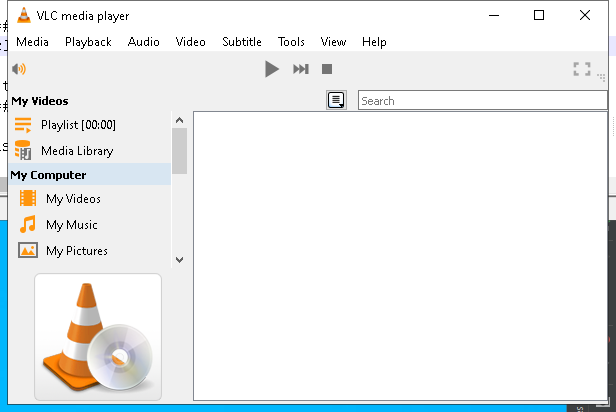 VLC media player
Media Playback Audio Video Subtitle Tools View Help
My Videos
Search
Playlist [00:00]
Media Library
My Computer
My Videos
My Music
My Pictures